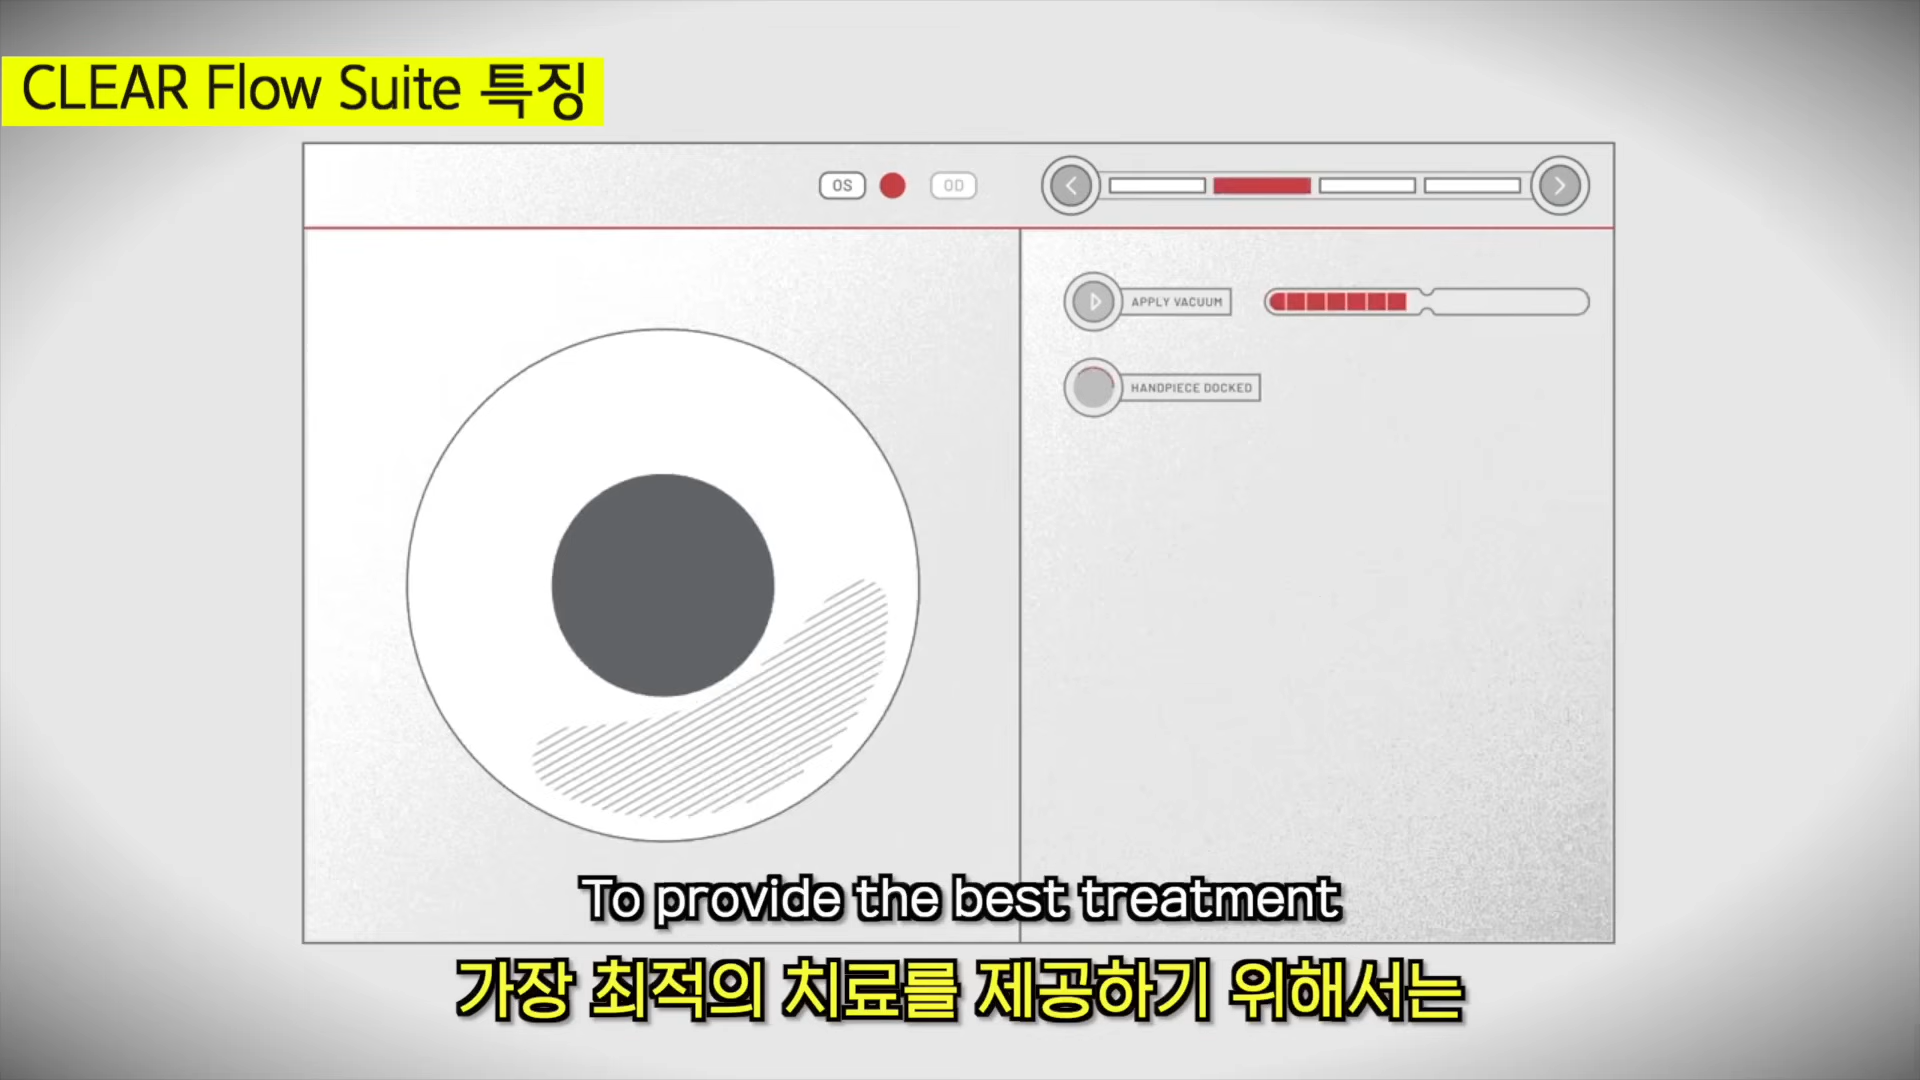 CLEAR Flow Suite 특징
OS
OD
APPLY VACUUM
HANDPIECE DOCKED
To provide the best treatment
가장 최적의 치료를 제공하기 위해서는